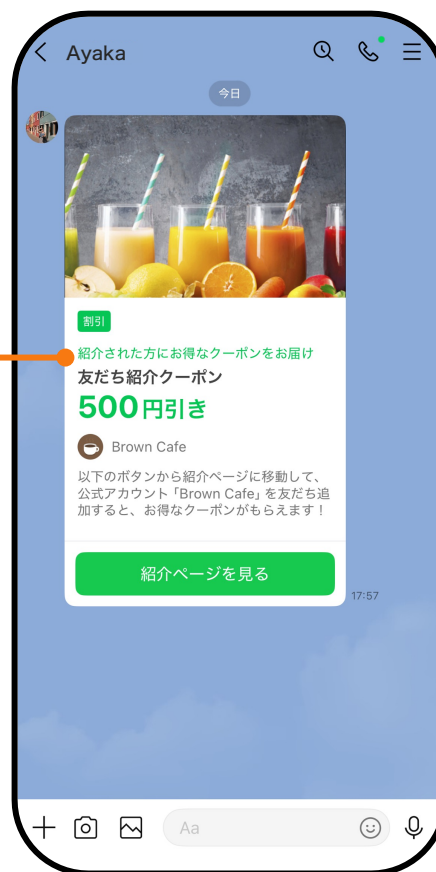 Ayaka
今日
割引
紹介された方にお得なクーポンをお届け
友だち紹介クーポン
500円引き
Brown Cafe
以下のボタンから紹介ページに移動して、
公式アカウント「Brown Cafe」を友だち追
加すると、お得なクーポンがもらえます！
紹介ページを見る
17:57
Aa